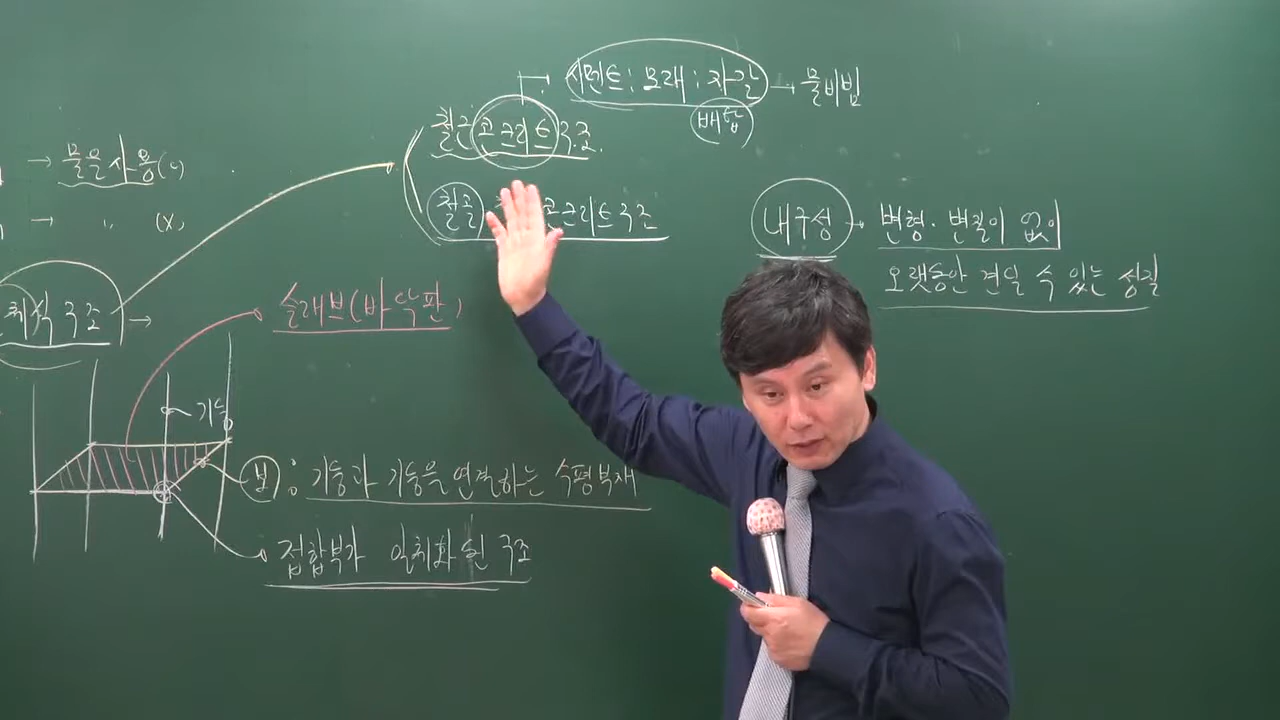 시멘트 : 모래 : 자갈 → 물비빔
배합
철근콘크리트구조.
→ 물을사용(O)
→ 〃 (X)
철골 콘크리트구조
내구성 → 변형·변질이 없이
오랫동안 견딜 수 있는 성질
체식구조 →
슬래브(바닥판)
기둥
보 : 기둥과 기둥을 연결하는 수평부재
접합부가 일체화 된 구조